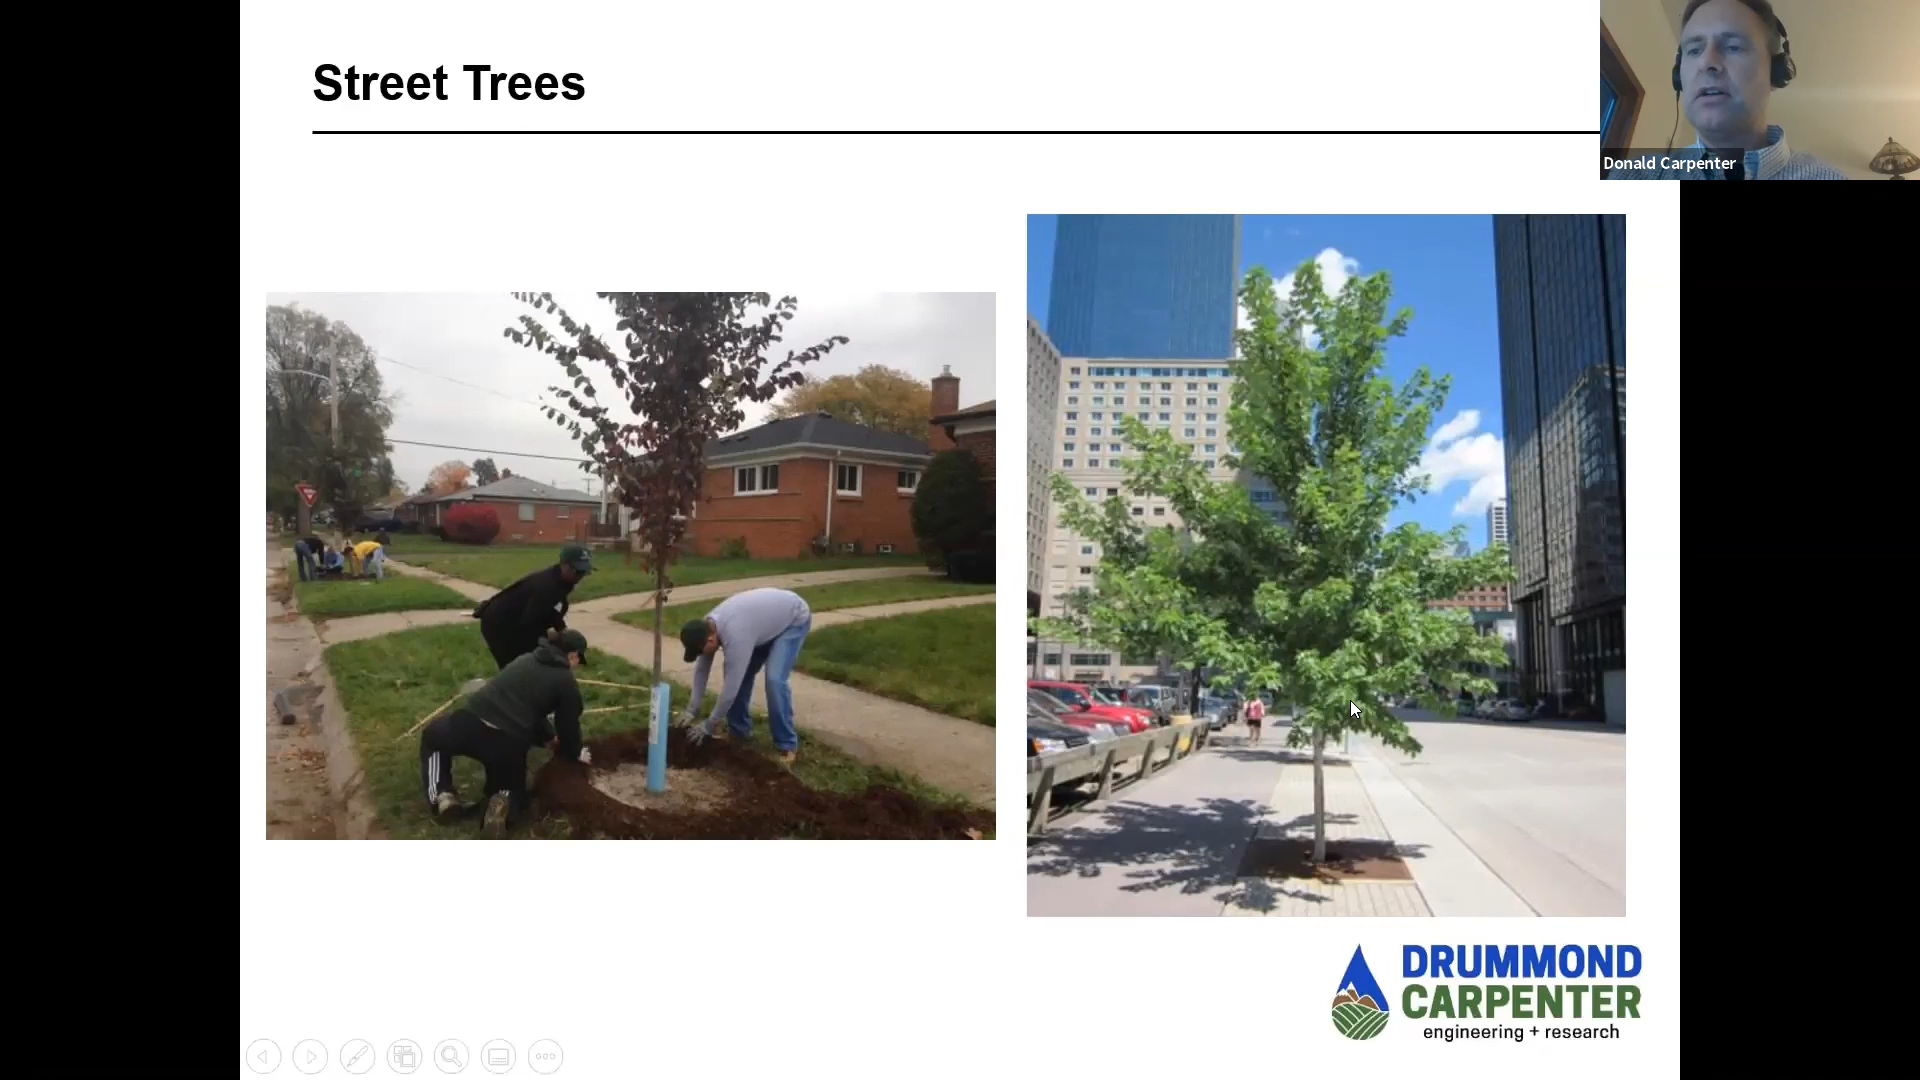 Street Trees
Donald Carpenter
DRUMMOND
CARPENTER
engineering + research